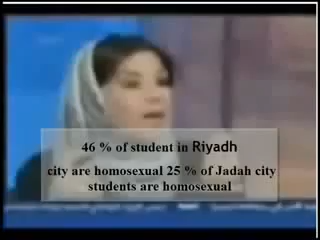 46 % of student in Riyadh
city are homosexual 25 % of Jadah city
students are homosexual